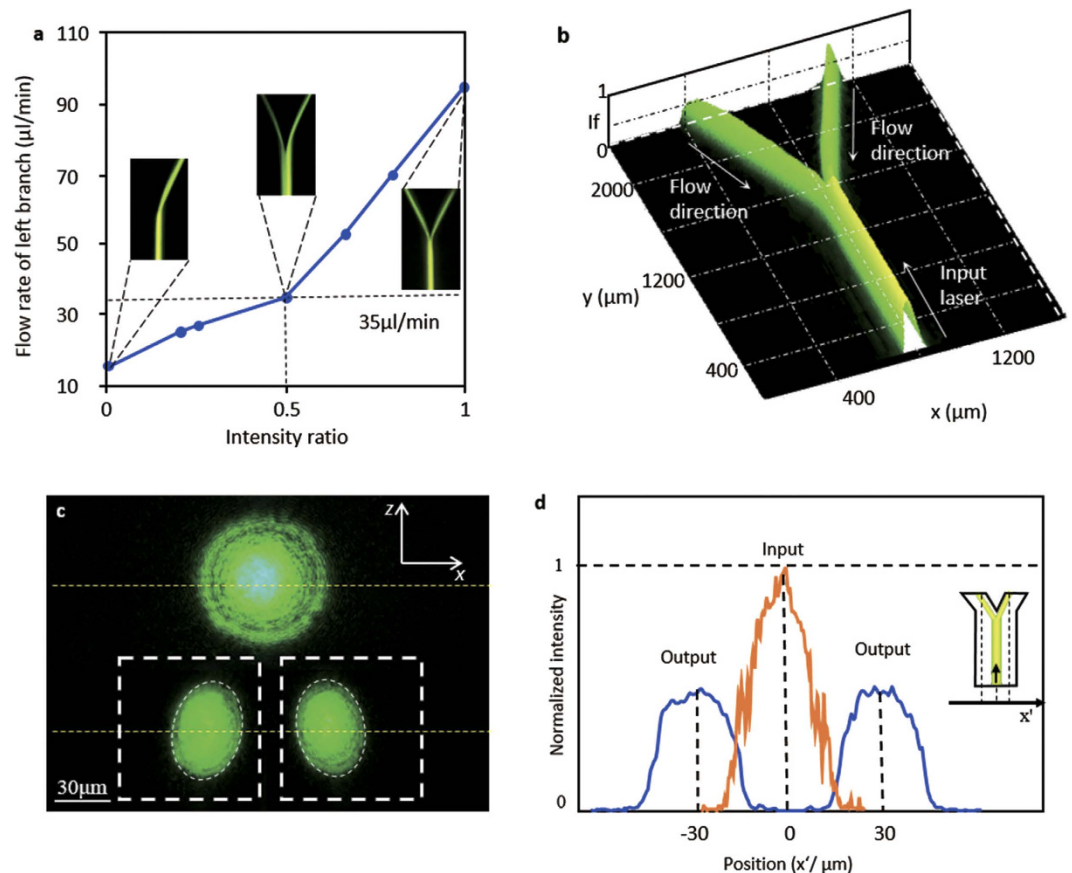 a
110
90
70
50
30
10
Flow rate of left branch (µl/min)
35µl/min
0
0.5
1
Intensity ratio
b
1
If
0
2000
1200
400
y (µm)
Flow
direction
Flow
direction
Input
laser
1200
400
x (µm)
c
z
x
30µm
d
Normalized intensity
1
0
Input
Output
Output
x'
-30
0
30
Position (x'/ µm)